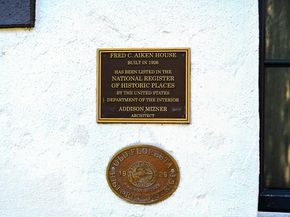 FRED C. AIKEN HOUSE
BUILT IN 1926
HAS BEEN LISTED IN THE
NATIONAL REGISTER
OF HISTORIC PLACES
BY THE UNITED STATES
DEPARTMENT OF THE INTERIOR
ADDISON MIZNER
ARCHITECT